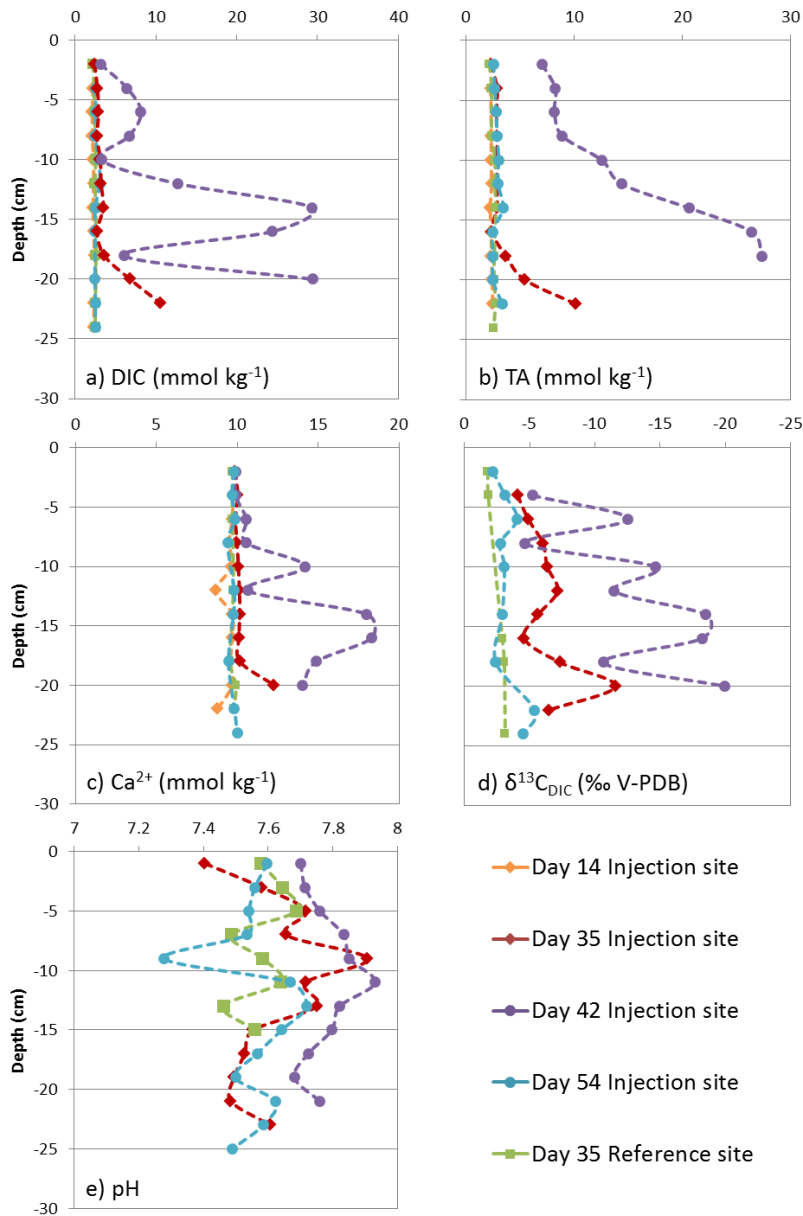 0 10 20 30 40
0 10 20 30
0
-5
-10
-15
-20
-25
-30
Depth (cm)
a) DIC (mmol kg⁻¹)
b) TA (mmol kg⁻¹)
0 5 10 15 20
0 -5 -10 -15 -20 -25
0
-5
-10
-15
-20
-25
-30
Depth (cm)
c) Ca²⁺ (mmol kg⁻¹)
d) δ¹³C_DIC (‰ V-PDB)
7 7.2 7.4 7.6 7.8 8
0
-5
-10
-15
-20
-25
-30
Depth (cm)
e) pH
Day 14 Injection site
Day 35 Injection site
Day 42 Injection site
Day 54 Injection site
Day 35 Reference site